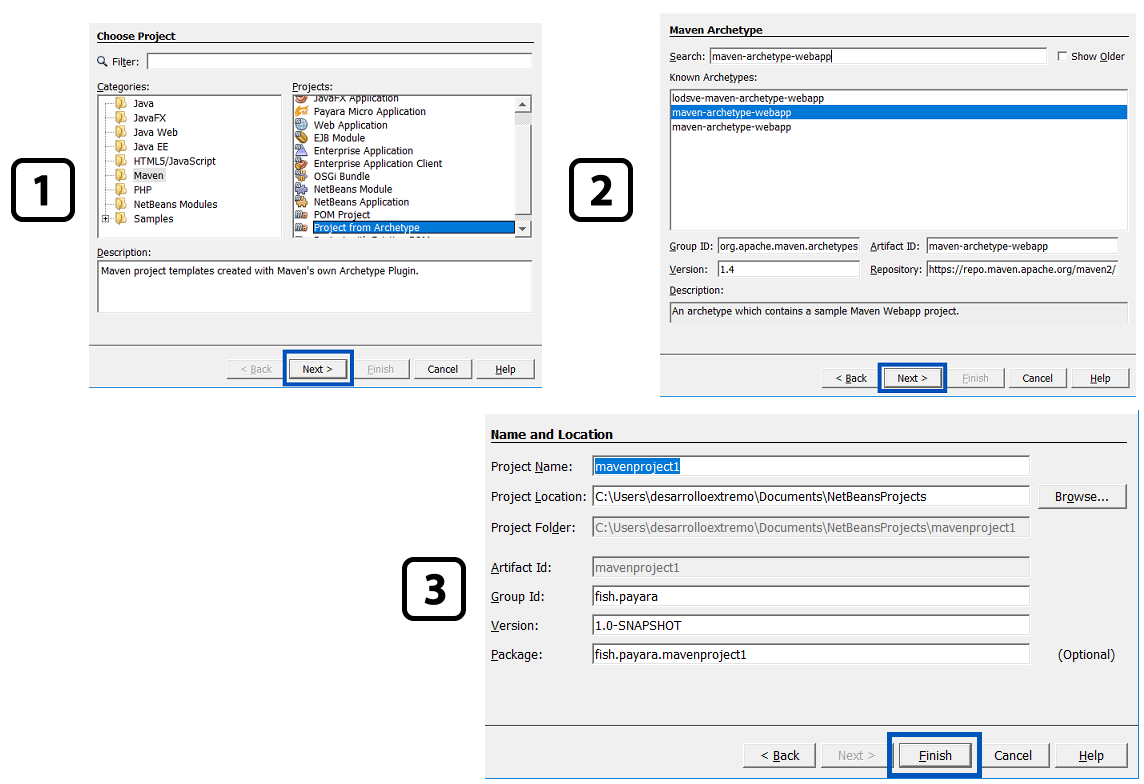 Choose Project
Filter:
Categories:
Projects:
Java
JavaFX
Java Web
Java EE
HTML5/JavaScript
Maven
PHP
NetBeans Modules
Samples
JavaFX Application
Payara Micro Application
Web Application
EJB Module
Enterprise Application
Enterprise Application Client
OSGi Bundle
NetBeans Module
NetBeans Application
POM Project
Project from Archetype
1
Description:
Maven project templates created with Maven's own Archetype Plugin.
< Back Next > Finish Cancel Help
Maven Archetype
Search: maven-archetype-webapp Show Older
Known Archetypes:
lodsve-maven-archetype-webapp
maven-archetype-webapp
maven-archetype-webapp
2
Group ID: org.apache.maven.archetypes Artifact ID: maven-archetype-webapp
Version: 1.4 Repository: https://repo.maven.apache.org/maven2/
Description:
An archetype which contains a sample Maven Webapp project.
< Back Next > Finish Cancel Help
Name and Location
Project Name: mavenproject1
Project Location: C:\Users\desarrolloextremo\Documents\NetBeansProjects Browse...
Project Folder: C:\Users\desarrolloextremo\Documents\NetBeansProjects\mavenproject1
Artifact Id: mavenproject1
3
Group Id: fish.payara
Version: 1.0-SNAPSHOT
Package: fish.payara.mavenproject1 (Optional)
< Back Next > Finish Cancel Help